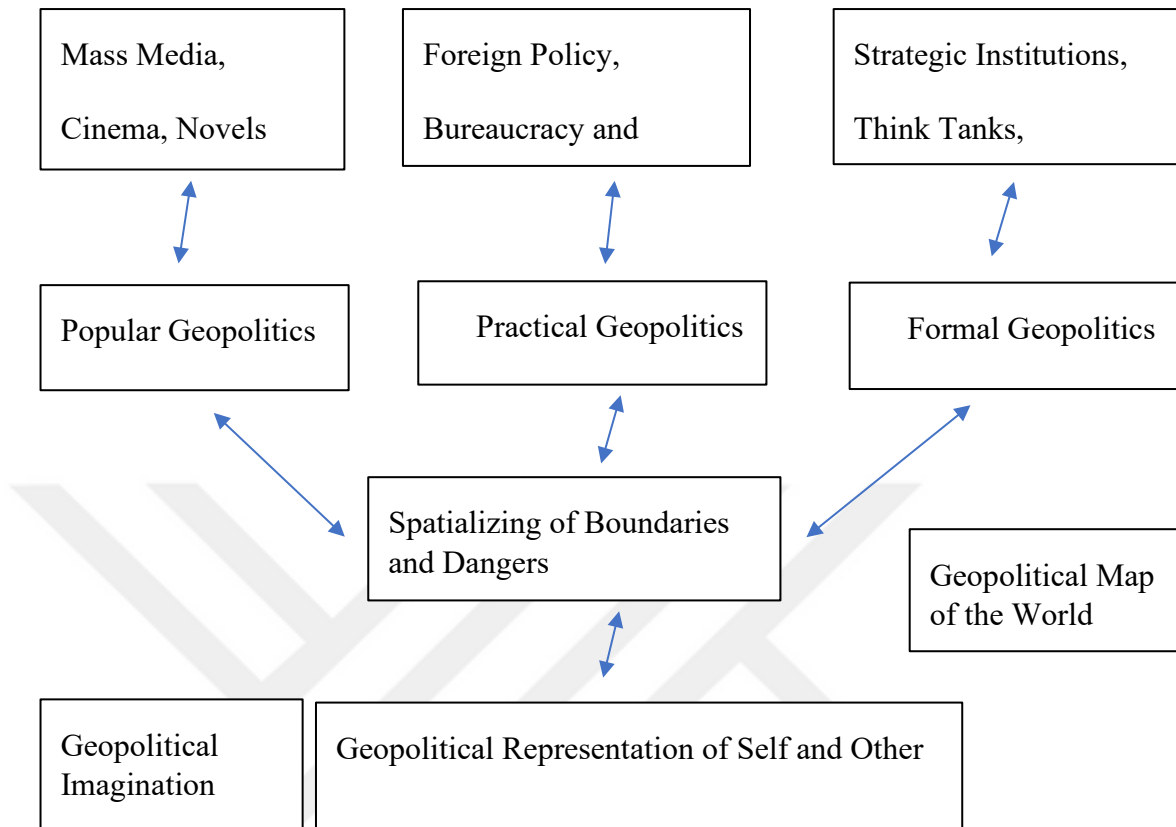 Mass Media,
Cinema, Novels
Foreign Policy,
Bureaucracy and
Strategic Institutions,
Think Tanks,
Popular Geopolitics
Practical Geopolitics
Formal Geopolitics
Spatializing of Boundaries
and Dangers
Geopolitical Map
of the World
Geopolitical
Imagination
Geopolitical Representation of Self and Other